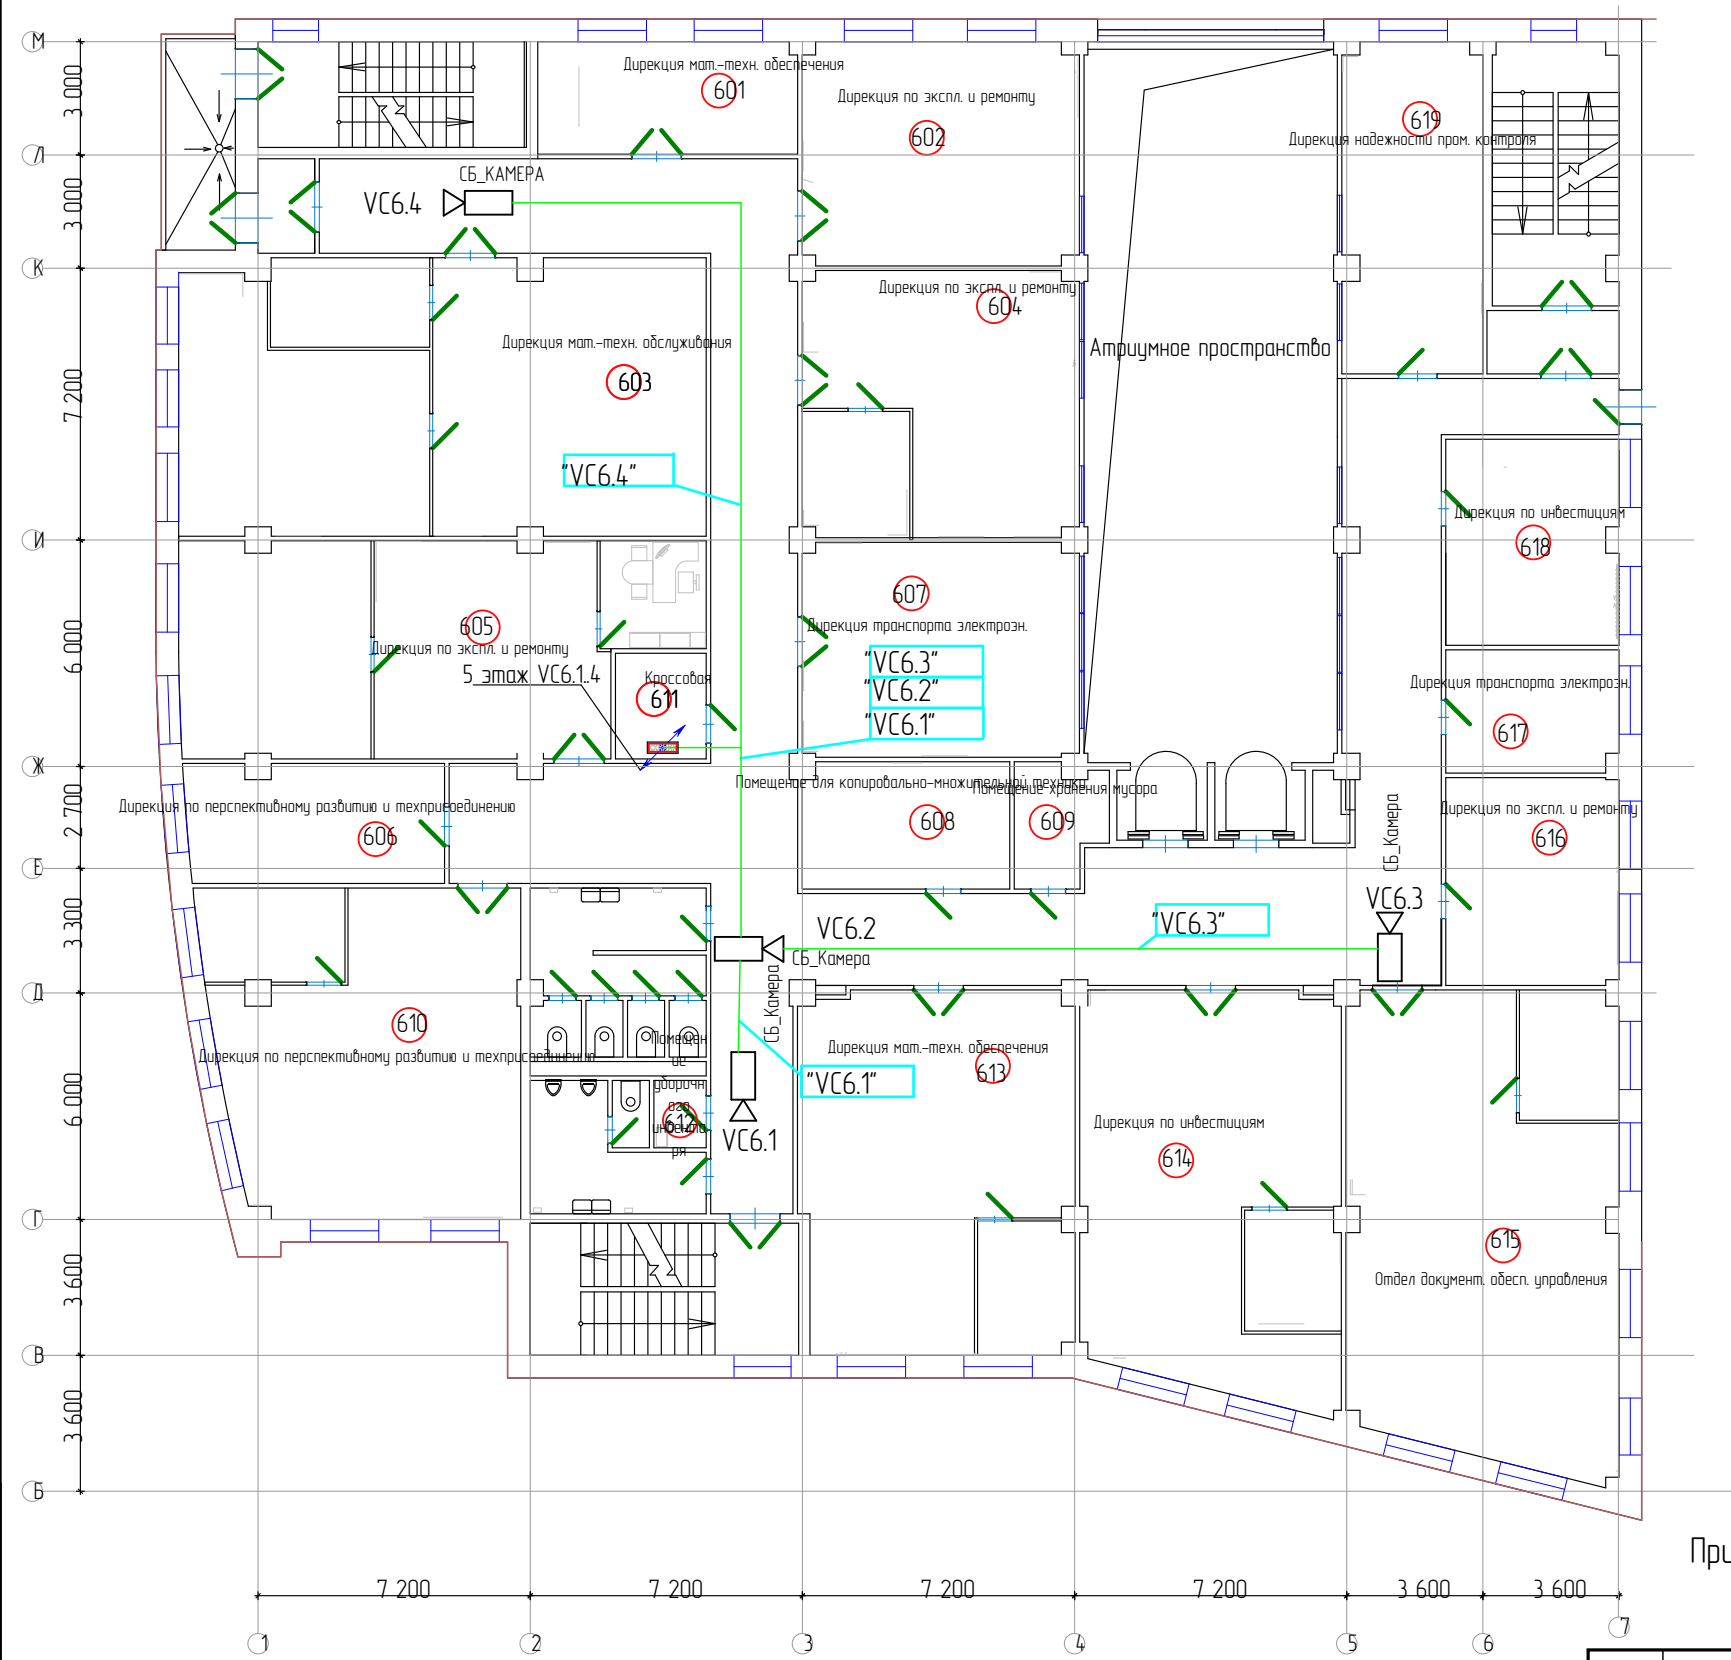 М
3 000
Л
3 000
К
7 200
И
6 000
Ж
2 700
Е
3 300
Д
6 000
Г
3 600
В
3 600
Б
Дирекция мат.-техн. обеспечения
601
Дирекция по экспл. и ремонту
602
619
Дирекция надежности пром. контроля
СБ_КАМЕРА
VC6.4
Дирекция по экспл. и ремонту
604
Дирекция мат.-техн. обслуживания
603
Атриумное пространство
"VC6.4"
Дирекция по инвестициям
618
607
Дирекция транспорта электроэн.
605
Дирекция по экспл. и ремонту
"VC6.3"
"VC6.2"
"VC6.1"
5 этаж VC6.1..4
Кроссовая
611
Дирекция транспорта электроэн.
617
Помещение для копировально-множительной техники
Помещение хранения мусора
608
609
Дирекция по перспективному развитию и техприсоединению
606
СБ_Камера
Дирекция по экспл. и ремонту
616
VC6.3
"VC6.3"
VC6.2
СБ_Камера
СБ_Камера
610
Дирекция по перспективному развитию и техприсоединению
Помещен
ие
уборочн
ого
инвента
ря
612
Дирекция мат.-техн. обеспечения
613
"VC6.1"
VC6.1
Дирекция по инвестициям
614
615
Отдел документ. обесп. управления
При
7 200
7 200
7 200
7 200
3 600
3 600
1
2
3
4
5
6
7